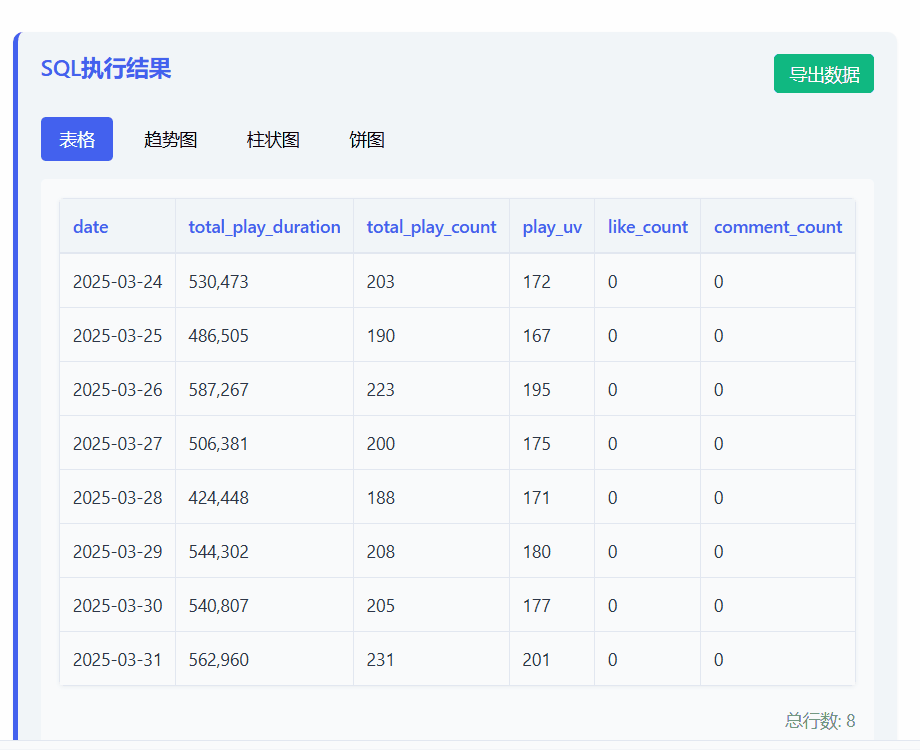 SQL执行结果
导出数据
表格 趋势图 柱状图 饼图
date total_play_duration total_play_count play_uv like_count comment_count
2025-03-24 530,473 203 172 0 0
2025-03-25 486,505 190 167 0 0
2025-03-26 587,267 223 195 0 0
2025-03-27 506,381 200 175 0 0
2025-03-28 424,448 188 171 0 0
2025-03-29 544,302 208 180 0 0
2025-03-30 540,807 205 177 0 0
2025-03-31 562,960 231 201 0 0
总行数: 8